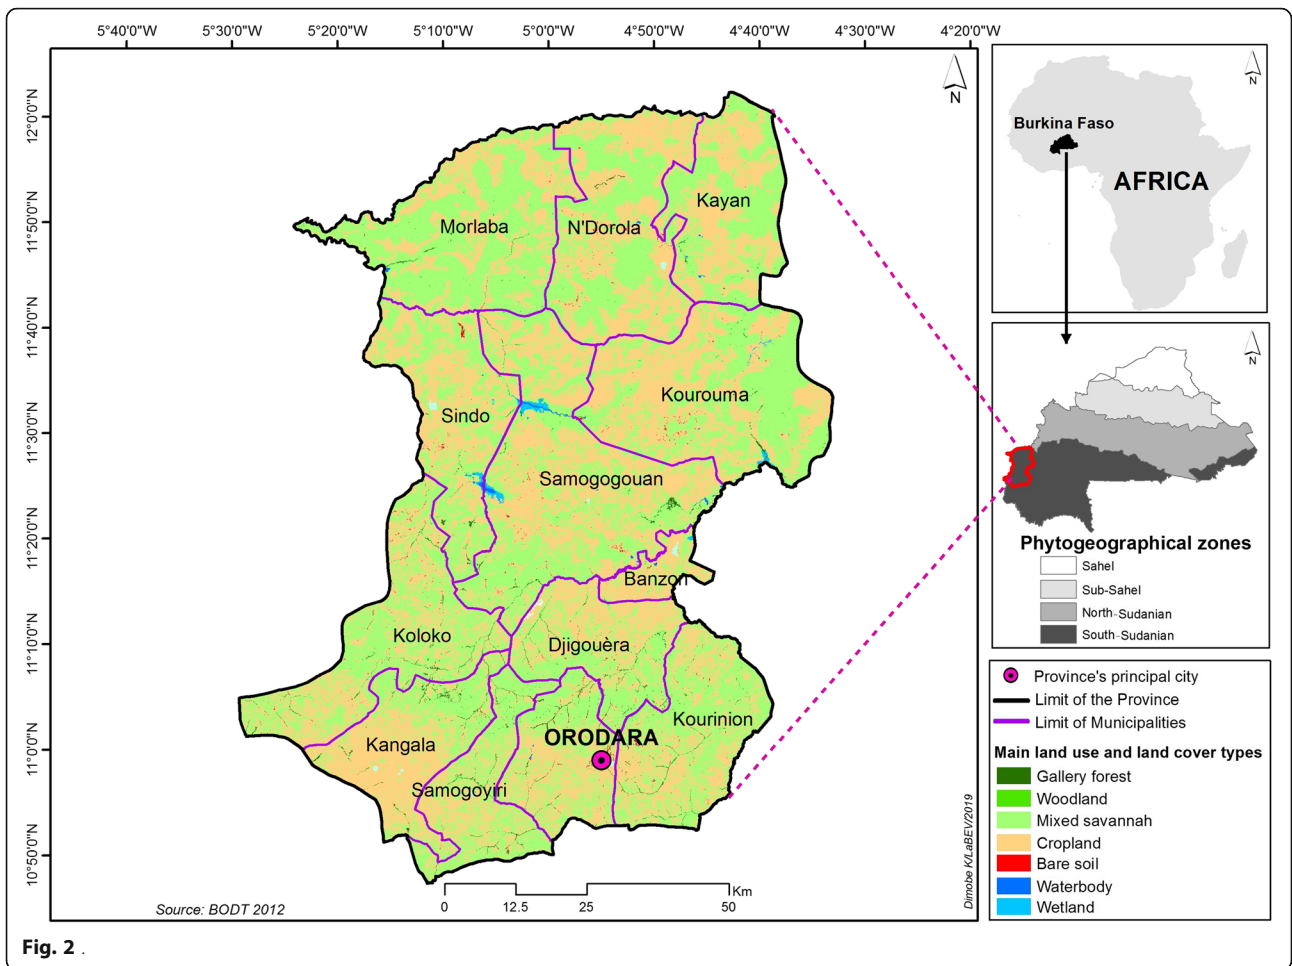 5°40'0"W 5°30'0"W 5°20'0"W 5°10'0"W 5°0'0"W 4°50'0"W 4°40'0"W 4°30'0"W 4°20'0"W
12°0'0"N
11°50'0"N
11°40'0"N
11°30'0"N
11°20'0"N
11°10'0"N
11°0'0"N
10°50'0"N
N
Kayan
Morlaba
N'Dorola
Kourouma
Sindo
Samogogouan
Banzon
Koloko
Djigouèra
Kourinion
ORODARA
Kangala
Samogoyiri
Km
0 12.5 25 50
Source: BODT 2012
Dimobe K/LaBEV/2019
N
Burkina Faso
AFRICA
N
Phytogeographical zones
Sahel
Sub-Sahel
North-Sudanian
South-Sudanian
Province's principal city
Limit of the Province
Limit of Municipalities
Main land use and land cover types
Gallery forest
Woodland
Mixed savannah
Cropland
Bare soil
Waterbody
Wetland
Fig. 2 .